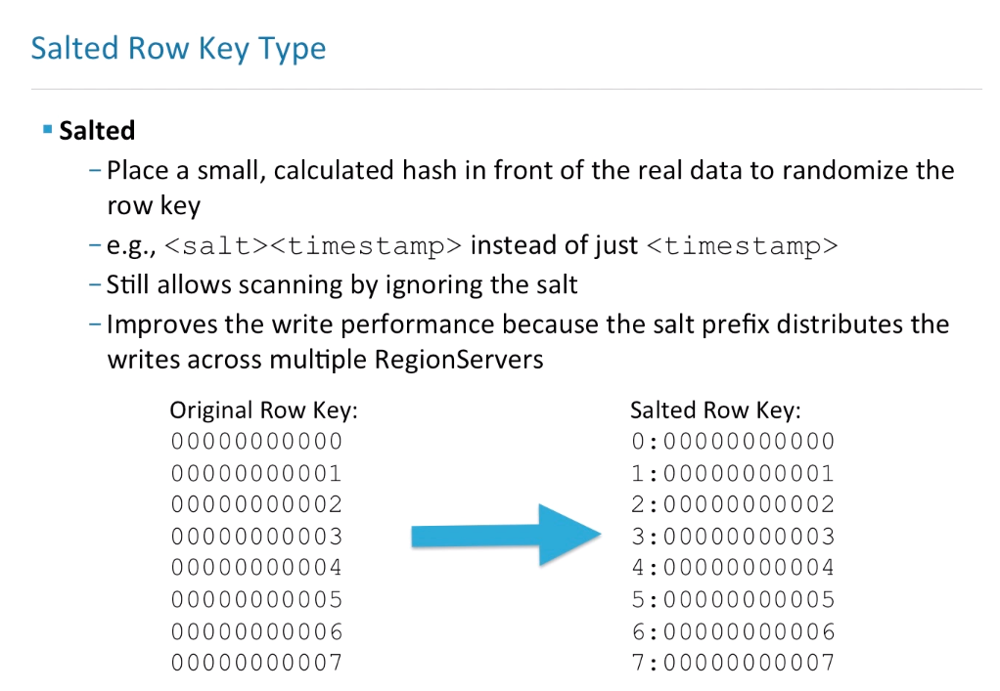 Salted Row Key Type
▪ Salted
– Place a small, calculated hash in front of the real data to randomize the
row key
– e.g., <salt><timestamp> instead of just <timestamp>
– Still allows scanning by ignoring the salt
– Improves the write performance because the salt prefix distributes the
writes across multiple RegionServers
Original Row Key:
00000000000
00000000001
00000000002
00000000003
00000000004
00000000005
00000000006
00000000007
Salted Row Key:
0:00000000000
1:00000000001
2:00000000002
3:00000000003
4:00000000004
5:00000000005
6:00000000006
7:00000000007